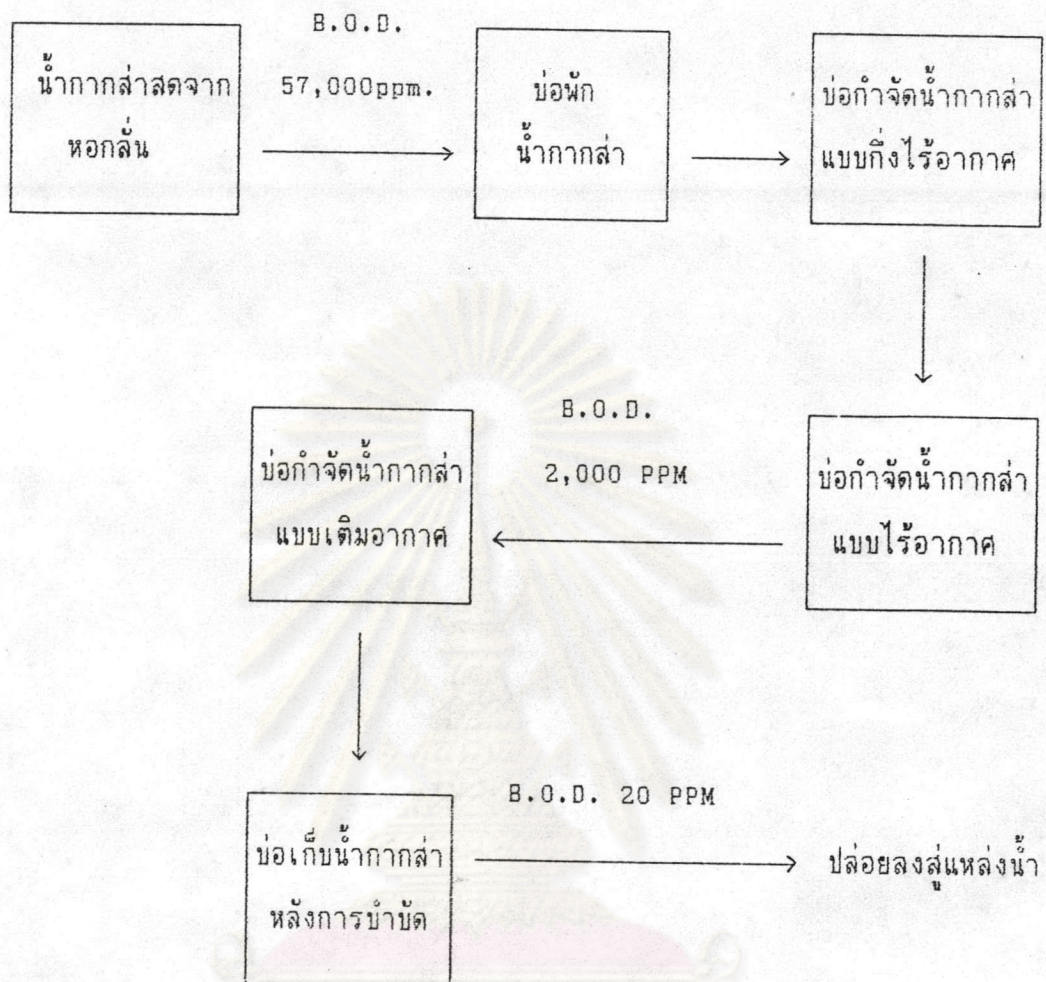 B.O.D.
น้ำกากส่าสดจาก
หอกลั่น
57,000ppm.
บ่อพัก
น้ำกากส่า
บ่อกำจัดน้ำกากส่า
แบบกึ่งไร้อากาศ
บ่อกำจัดน้ำกากส่า
แบบไร้อากาศ
B.O.D.
2,000 PPM
บ่อกำจัดน้ำกากส่า
แบบเติมอากาศ
บ่อเก็บน้ำกากส่า
หลังการบำบัด
B.O.D. 20 PPM
ปล่อยลงสู่แหล่งน้ำ